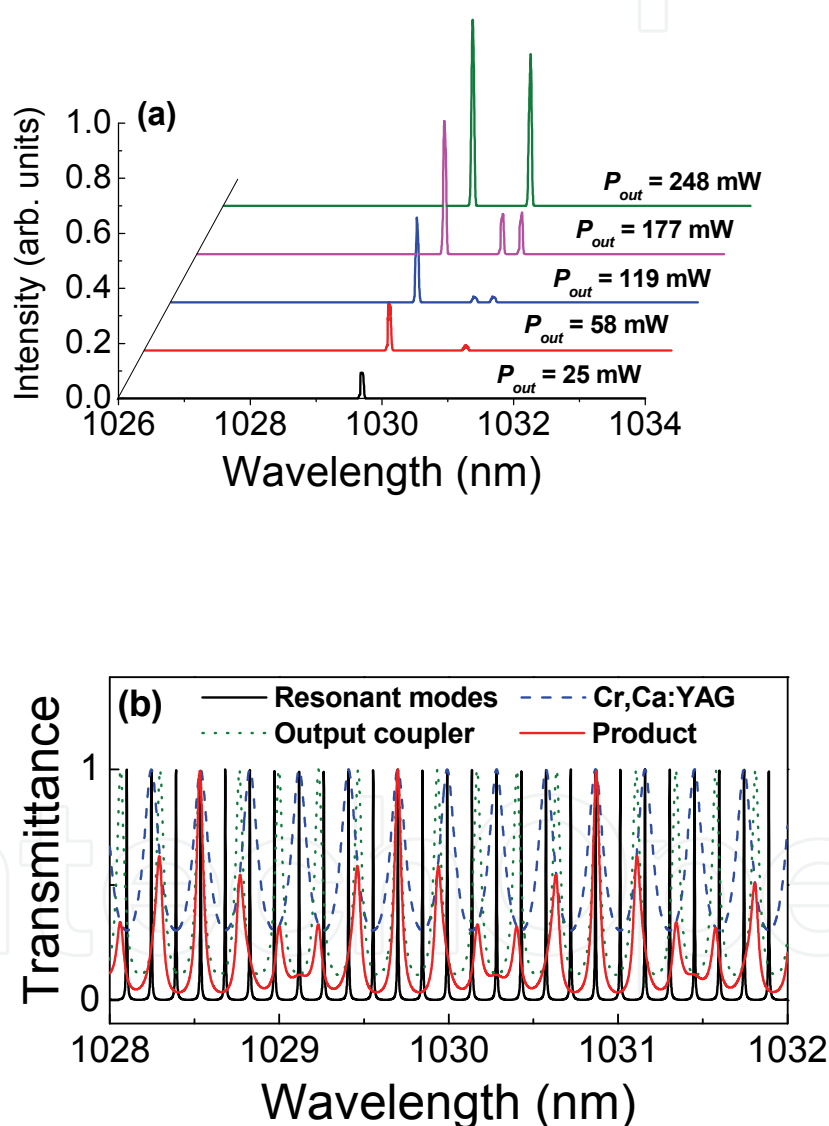 (a)
Intensity (arb. units)
1.0
0.8
0.6
0.4
0.2
0.0
P_out = 248 mW
P_out = 177 mW
P_out = 119 mW
P_out = 58 mW
P_out = 25 mW
1026 1028 1030 1032 1034
Wavelength (nm)
(b)
Resonant modes
Cr,Ca:YAG
Output coupler
Product
Transmittance
1
0
1028 1029 1030 1031 1032
Wavelength (nm)